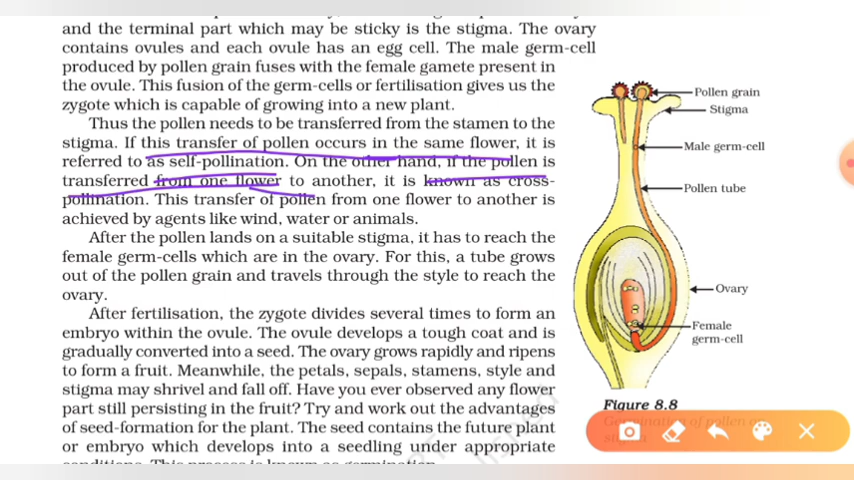 and the terminal part which may be sticky is the stigma. The ovary
contains ovules and each ovule has an egg cell. The male germ-cell
produced by pollen grain fuses with the female gamete present in
the ovule. This fusion of the germ-cells or fertilisation gives us the
zygote which is capable of growing into a new plant.
Thus the pollen needs to be transferred from the stamen to the
stigma. If this transfer of pollen occurs in the same flower, it is
referred to as self-pollination. On the other hand, if the pollen is
transferred from one flower to another, it is known as cross-
pollination. This transfer of pollen from one flower to another is
achieved by agents like wind, water or animals.
After the pollen lands on a suitable stigma, it has to reach the
female germ-cells which are in the ovary. For this, a tube grows
out of the pollen grain and travels through the style to reach the
ovary.
After fertilisation, the zygote divides several times to form an
embryo within the ovule. The ovule develops a tough coat and is
gradually converted into a seed. The ovary grows rapidly and ripens
to form a fruit. Meanwhile, the petals, sepals, stamens, style and
stigma may shrivel and fall off. Have you ever observed any flower
part still persisting in the fruit? Try and work out the advantages
of seed-formation for the plant. The seed contains the future plant
or embryo which develops into a seedling under appropriate
conditions. This process is known as germination.
Pollen grain
Stigma
Male germ-cell
Pollen tube
Ovary
Female
germ-cell
Figure 8.8
Germination of pollen on